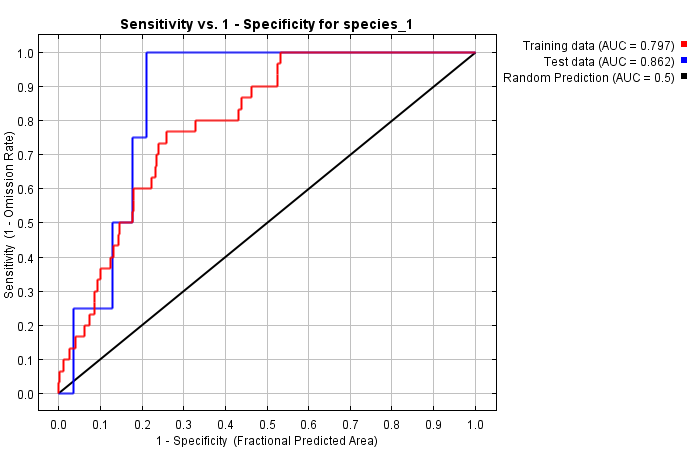 Sensitivity vs. 1 - Specificity for species_1
Training data (AUC = 0.797)
Test data (AUC = 0.862)
Random Prediction (AUC = 0.5)
Sensitivity (1 - Omission Rate)
1.0
0.9
0.8
0.7
0.6
0.5
0.4
0.3
0.2
0.1
0.0
0.0 0.1 0.2 0.3 0.4 0.5 0.6 0.7 0.8 0.9 1.0
1 - Specificity (Fractional Predicted Area)